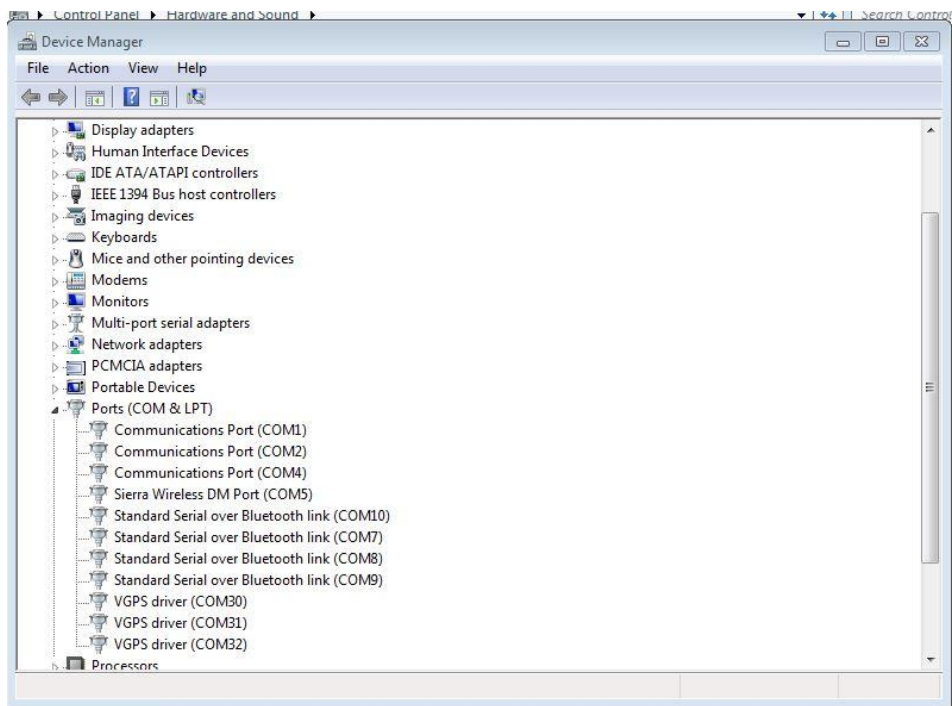 Control Panel Hardware and Sound Search Control
Device Manager
File Action View Help
Display adapters
Human Interface Devices
IDE ATA/ATAPI controllers
IEEE 1394 Bus host controllers
Imaging devices
Keyboards
Mice and other pointing devices
Modems
Monitors
Multi-port serial adapters
Network adapters
PCMCIA adapters
Portable Devices
Ports (COM & LPT)
Communications Port (COM1)
Communications Port (COM2)
Communications Port (COM4)
Sierra Wireless DM Port (COM5)
Standard Serial over Bluetooth link (COM10)
Standard Serial over Bluetooth link (COM7)
Standard Serial over Bluetooth link (COM8)
Standard Serial over Bluetooth link (COM9)
VGPS driver (COM30)
VGPS driver (COM31)
VGPS driver (COM32)
Processors